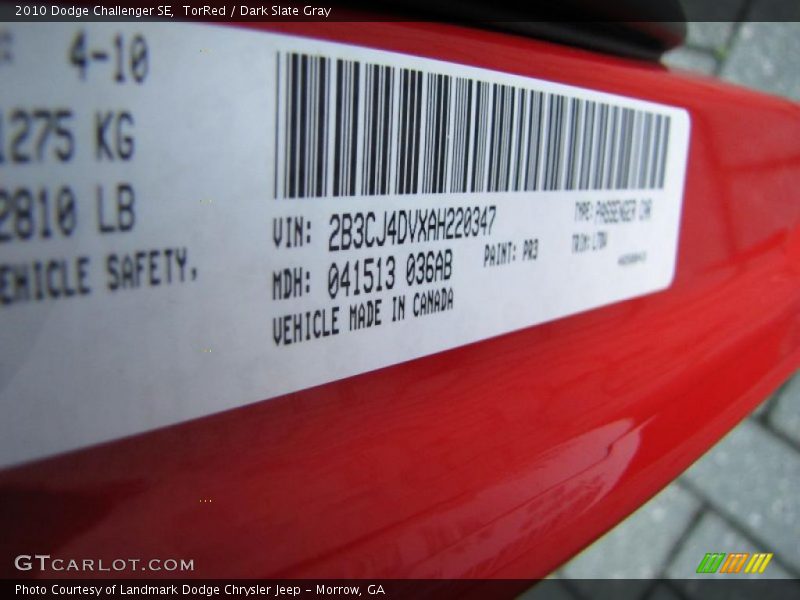 2010 Dodge Challenger SE, TorRed / Dark Slate Gray
4-10
1275 KG
2810 LB
VEHICLE SAFETY.
VIN: 2B3CJ4DVXAH220347
TYPE: PASSENGER CAR
MDH: 041513 036AB
PAINT: PR3
VEHICLE MADE IN CANADA
GTCARLOT.COM
Photo Courtesy of Landmark Dodge Chrysler Jeep - Morrow, GA